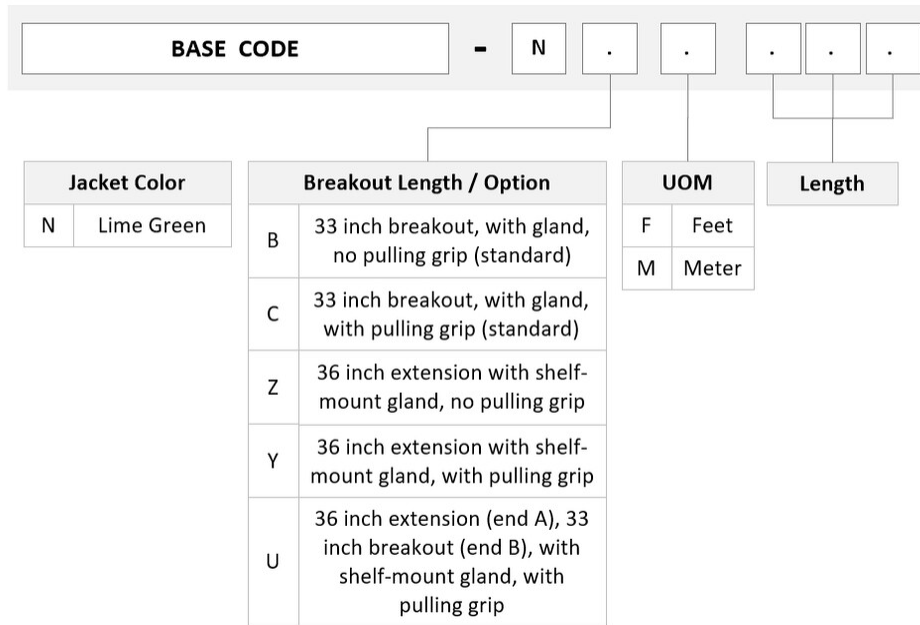 BASE CODE - N . . . . .
Jacket Color
N Lime Green
Breakout Length / Option
B 33 inch breakout, with gland,
no pulling grip (standard)
C 33 inch breakout, with gland,
with pulling grip (standard)
Z 36 inch extension with shelf-
mount gland, no pulling grip
Y 36 inch extension with shelf-
mount gland, with pulling grip
U 36 inch extension (end A), 33
inch breakout (end B), with
shelf-mount gland, with
pulling grip
UOM
F Feet
M Meter
Length